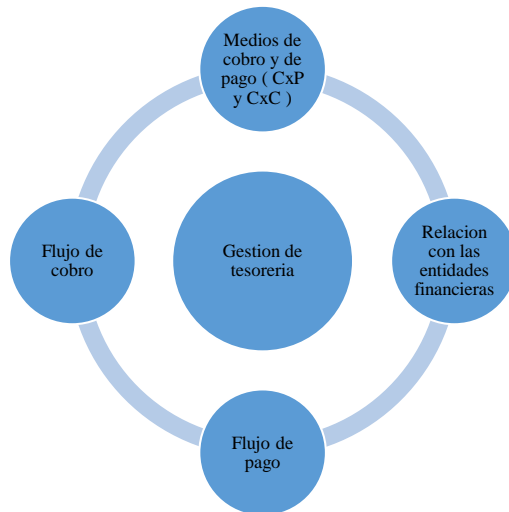 Medios de
cobro y de
pago ( CxP
y CxC )
Flujo de
cobro
Gestion de
tesoreria
Relacion
con las
entidades
financieras
Flujo de
pago